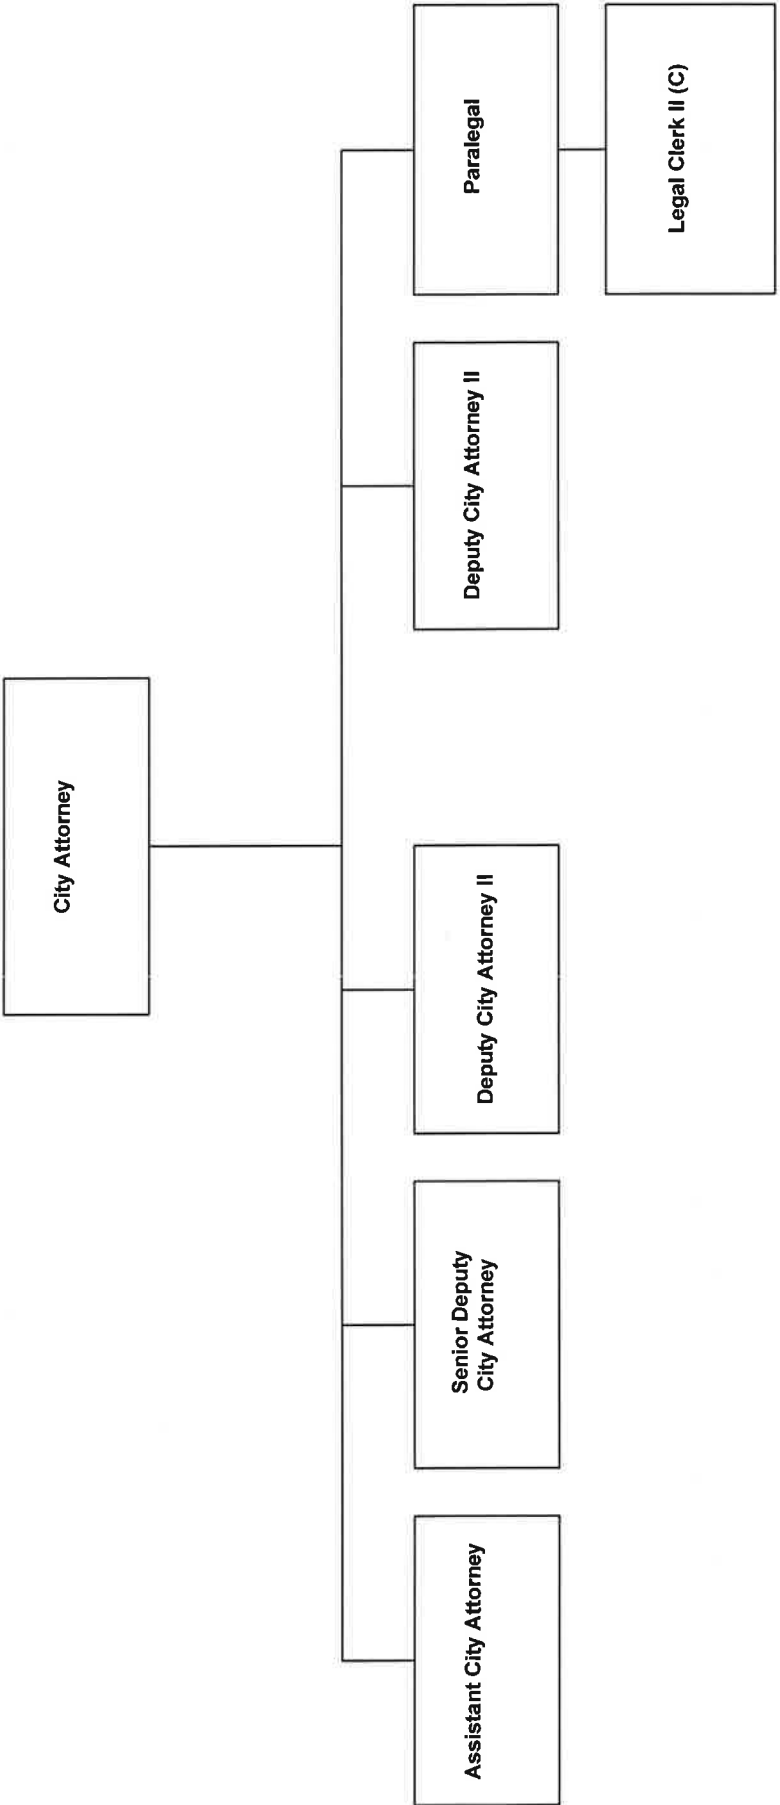 City Attorney
Assistant City Attorney
Senior Deputy
City Attorney
Deputy City Attorney II
Deputy City Attorney II
Paralegal
Legal Clerk II (C)